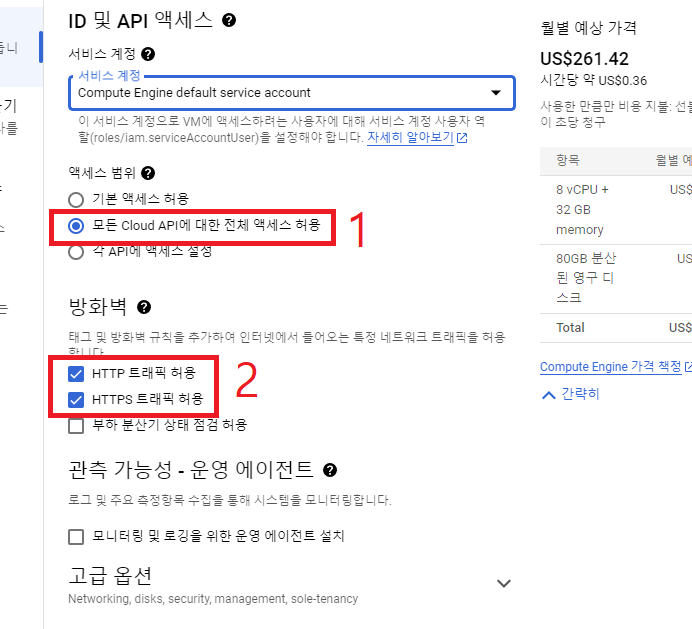 ID 및 API 액세스
서비스 계정
서비스 계정
Compute Engine default service account
이 서비스 계정으로 VM에 액세스하려는 사용자에 대해 서비스 계정 사용자 역
할(roles/iam.serviceAccountUser)을 설정해야 합니다. 자세히 알아보기
액세스 범위
기본 액세스 허용
모든 Cloud API에 대한 전체 액세스 허용
1
각 API에 액세스 설정
방화벽
태그 및 방화벽 규칙을 추가하여 인터넷에서 들어오는 특정 네트워크 트래픽을 허용
합니다.
HTTP 트래픽 허용
HTTPS 트래픽 허용
2
부하 분산기 상태 점검 허용
관측 가능성 - 운영 에이전트
로그 및 주요 측정항목 수집을 통해 시스템을 모니터링합니다.
모니터링 및 로깅을 위한 운영 에이전트 설치
고급 옵션
Networking, disks, security, management, sole-tenancy
월별 예상 가격
US$261.42
시간당 약 US$0.36
사용한 만큼만 비용 지불: 선불
이 초당 청구
항목 월별 예
8 vCPU + US$
32 GB
memory
80GB 분산 US
된 영구 디
스크
Total US$
Compute Engine 가격 책정
간략히